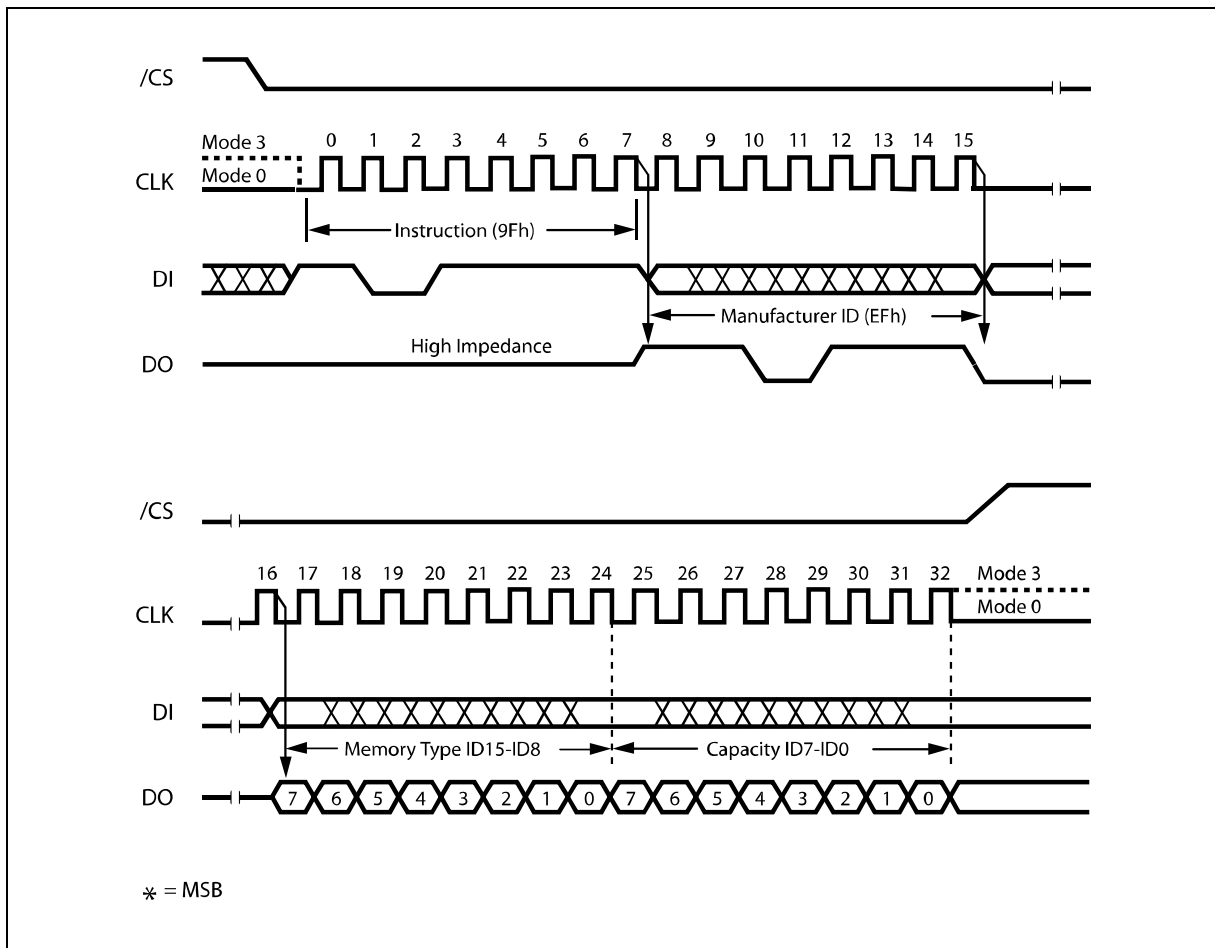 /CS
Mode 3
0 1 2 3 4 5 6 7 8 9 10 11 12 13 14 15
Mode 0
CLK
Instruction (9Fh)
DI
Manufacturer ID (EFh)
High Impedance
DO
/CS
16 17 18 19 20 21 22 23 24 25 26 27 28 29 30 31 32
Mode 3
Mode 0
CLK
DI
Memory Type ID15-ID8
Capacity ID7-ID0
DO
7 6 5 4 3 2 1 0 7 6 5 4 3 2 1 0
* = MSB